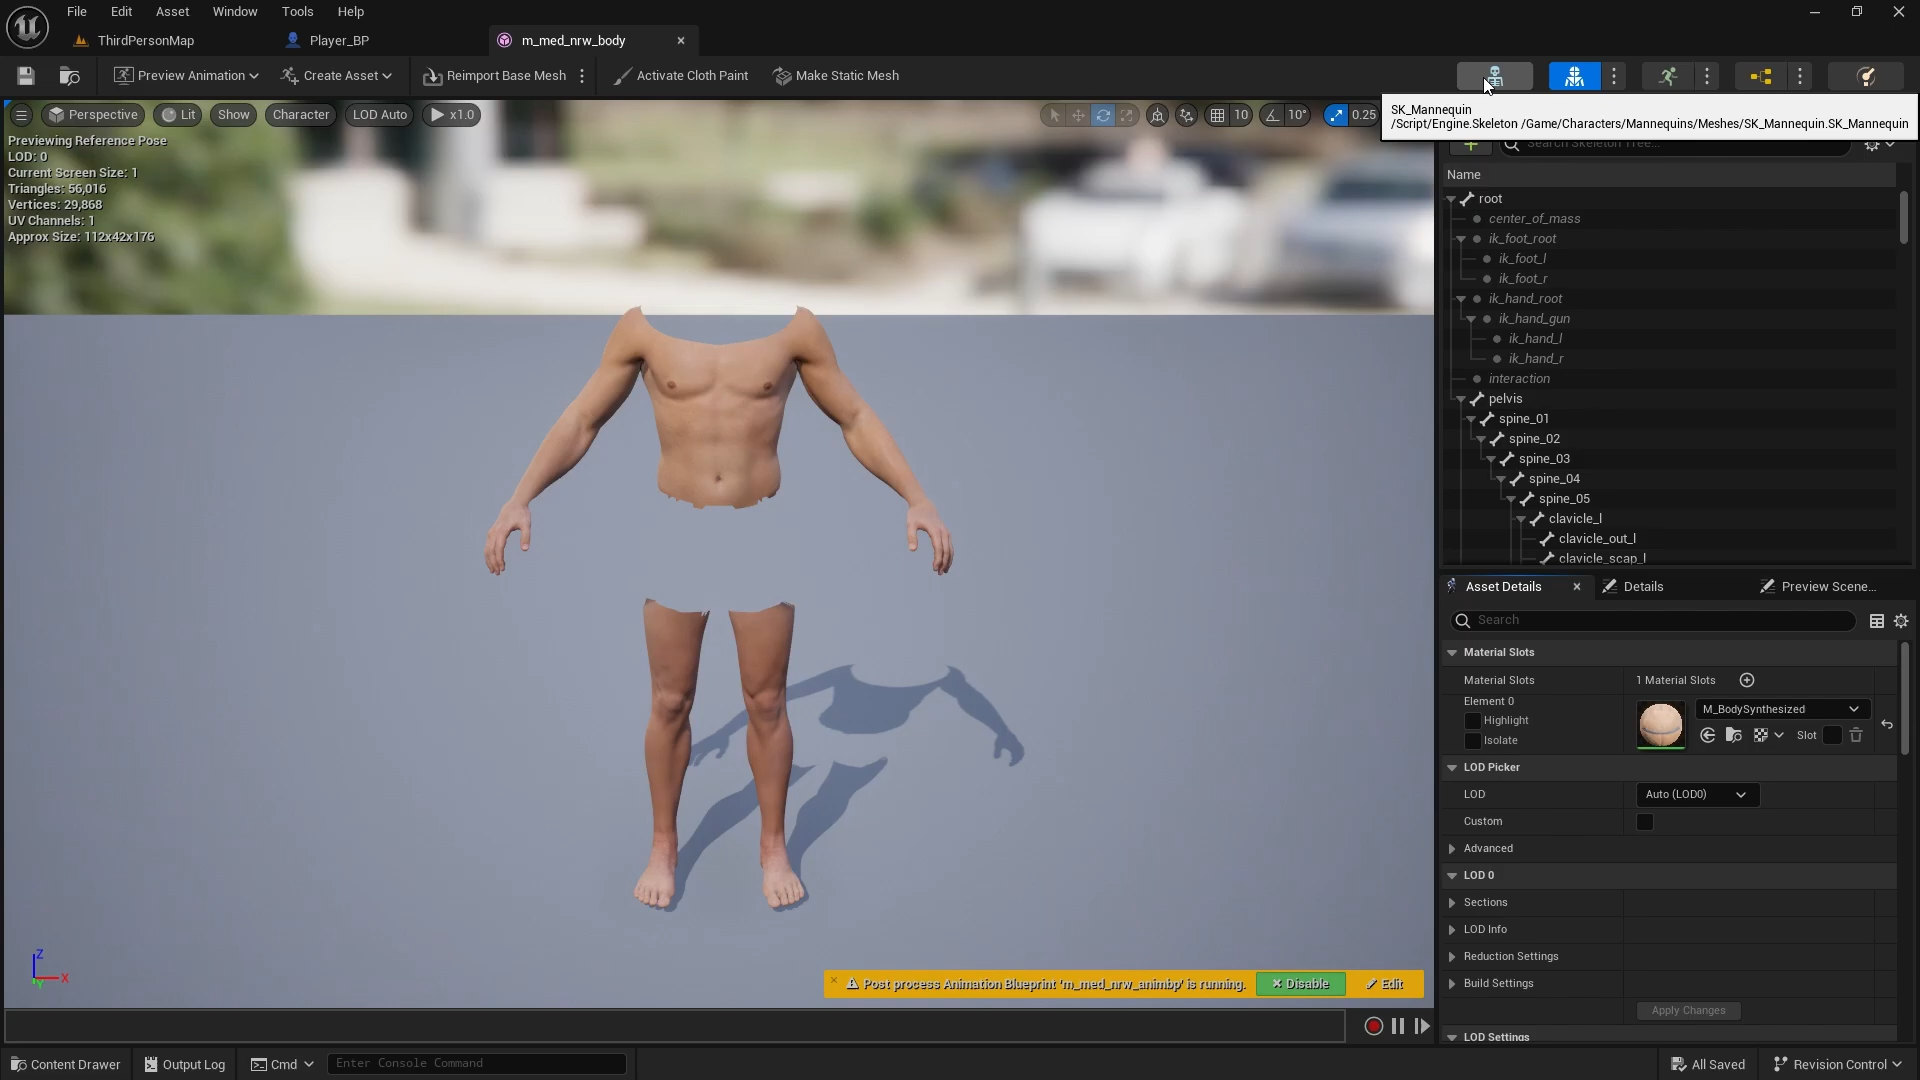 File Edit Asset Window Tools Help
ThirdPersonMap Player_BP m_med_nrw_body
Preview Animation Create Asset Reimport Base Mesh Activate Cloth Paint Make Static Mesh
SK_Mannequin
/Script/Engine.Skeleton /Game/Characters/Mannequins/Meshes/SK_Mannequin.SK_Mannequin
Perspective Lit Show Character LOD Auto x1.0 10 10° 0.25
Search Skeleton Tree...
Previewing Reference Pose
LOD: 0
Current Screen Size: 1
Triangles: 56,016
Vertices: 29,868
UV Channels: 1
Approx Size: 112x42x176
Name
root
center_of_mass
ik_foot_root
ik_foot_l
ik_foot_r
ik_hand_root
ik_hand_gun
ik_hand_l
ik_hand_r
interaction
pelvis
spine_01
spine_02
spine_03
spine_04
spine_05
clavicle_l
clavicle_out_l
clavicle_scap_l
Asset Details Details Preview Scene...
Search
Material Slots
Material Slots 1 Material Slots
Element 0
Highlight
Isolate
M_BodySynthesized
Slot
LOD Picker
LOD Auto (LOD0)
Custom
Advanced
LOD 0
Sections
LOD Info
Reduction Settings
Build Settings
Apply Changes
LOD Settings
Z
X
Y
Post process Animation Blueprint 'm_med_nrw_animbp' is running. Disable Edit
Content Drawer Output Log Cmd Enter Console Command All Saved Revision Control